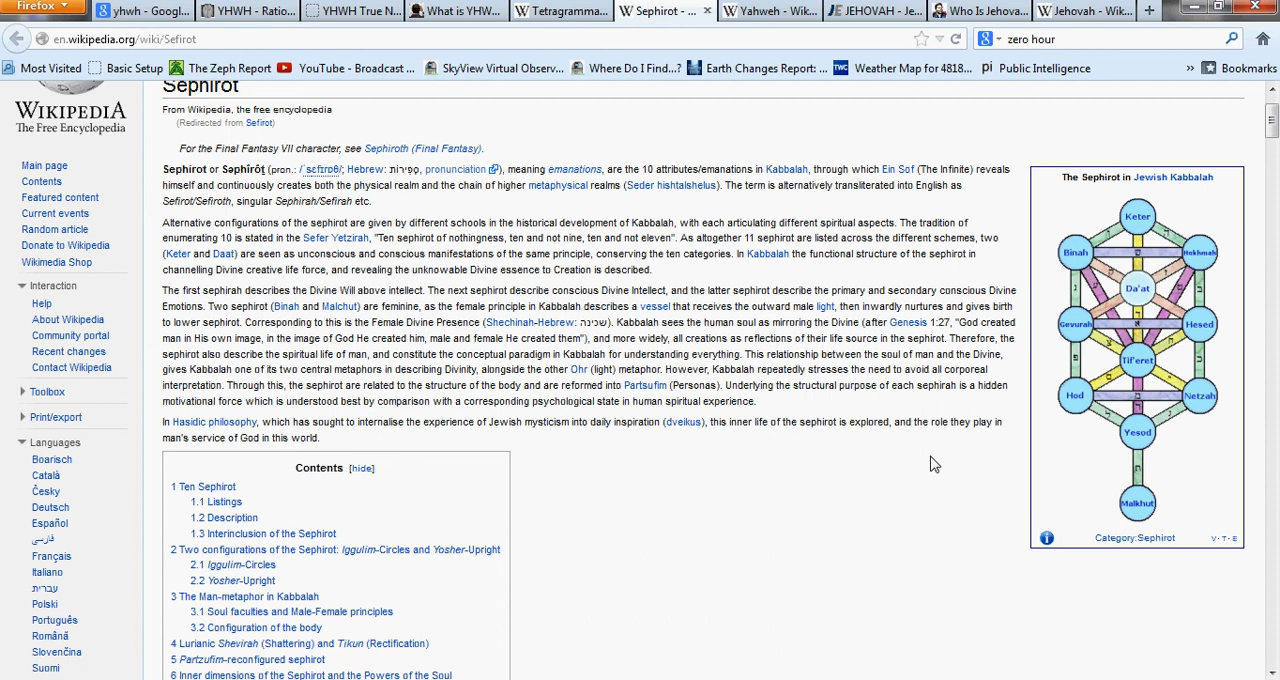 Firefox
yhwh - Googl...
YHWH - Ratio...
YHWH True N...
What is YHW...
Tetragramma...
Sephirot - ...
Yahweh - Wik...
JEHOVAH - Je...
Who Is Jehova...
Jehovah - Wik...
en.wikipedia.org/wiki/Sefirot
zero hour
Most Visited
Basic Setup
The Zeph Report
YouTube - Broadcast ...
SkyView Virtual Observ...
Where Do I Find...?
Earth Changes Report: ...
Weather Map for 4818...
Public Intelligence
Bookmarks
WIKIPEDIA
The Free Encyclopedia
Main page
Contents
Featured content
Current events
Random article
Donate to Wikipedia
Wikimedia Shop
Interaction
Help
About Wikipedia
Community portal
Recent changes
Contact Wikipedia
Toolbox
Print/export
Languages
Boarisch
Català
Česky
Deutsch
Español
فارسی
Français
Italiano
עברית
Polski
Português
Română
Slovenčina
Suomi
Sephirot
From Wikipedia, the free encyclopedia
(Redirected from Sefirot)
For the Final Fantasy VII character, see Sephiroth (Final Fantasy).
Sephirot or Səphîrôṯ (pron.: /ˈsɛfɪroʊθ/; Hebrew: סְפִירוֹת, pronunciation), meaning emanations, are the 10 attributes/emanations in Kabbalah, through which Ein Sof (The Infinite) reveals
himself and continuously creates both the physical realm and the chain of higher metaphysical realms (Seder hishtalshelus). The term is alternatively transliterated into English as
Sefirot/Sefiroth, singular Sephirah/Sefirah etc.
Alternative configurations of the sephirot are given by different schools in the historical development of Kabbalah, with each articulating different spiritual aspects. The tradition of
enumerating 10 is stated in the Sefer Yetzirah, "Ten sephirot of nothingness, ten and not nine, ten and not eleven". As altogether 11 sephirot are listed across the different schemes, two
(Keter and Daat) are seen as unconscious and conscious manifestations of the same principle, conserving the ten categories. In Kabbalah the functional structure of the sephirot in
channelling Divine creative life force, and revealing the unknowable Divine essence to Creation is described.
The first sephirah describes the Divine Will above intellect. The next sephirot describe conscious Divine Intellect, and the latter sephirot describe the primary and secondary conscious Divine
Emotions. Two sephirot (Binah and Malchut) are feminine, as the female principle in Kabbalah describes a vessel that receives the outward male light, then inwardly nurtures and gives birth
to lower sephirot. Corresponding to this is the Female Divine Presence (Shechinah-Hebrew: שכינה). Kabbalah sees the human soul as mirroring the Divine (after Genesis 1:27, "God created
man in His own image, in the image of God He created him, male and female He created them"), and more widely, all creations as reflections of their life source in the sephirot. Therefore, the
sephirot also describe the spiritual life of man, and constitute the conceptual paradigm in Kabbalah for understanding everything. This relationship between the soul of man and the Divine,
gives Kabbalah one of its two central metaphors in describing Divinity, alongside the other Ohr (light) metaphor. However, Kabbalah repeatedly stresses the need to avoid all corporeal
interpretation. Through this, the sephirot are related to the structure of the body and are reformed into Partsufim (Personas). Underlying the structural purpose of each sephirah is a hidden
motivational force which is understood best by comparison with a corresponding psychological state in human spiritual experience.
In Hasidic philosophy, which has sought to internalise the experience of Jewish mysticism into daily inspiration (dveikus), this inner life of the sephirot is explored, and the role they play in
man's service of God in this world.
Contents [hide]
1 Ten Sephirot
1.1 Listings
1.2 Description
1.3 Interinclusion of the Sephirot
2 Two configurations of the Sephirot: Iggulim-Circles and Yosher-Upright
2.1 Iggulim-Circles
2.2 Yosher-Upright
3 The Man-metaphor in Kabbalah
3.1 Soul faculties and Male-Female principles
3.2 Configuration of the body
4 Lurianic Shevirah (Shattering) and Tikun (Rectification)
5 Partzufim-reconfigured sephirot
6 Inner dimensions of the Sephirot and the Powers of the Soul
The Sephirot in Jewish Kabbalah
Keter
Binah
Hokhmah
Da'at
Gevurah
Hesed
Tif'eret
Hod
Netzah
Yesod
Malkhut
Category:Sephirot
V · T · E